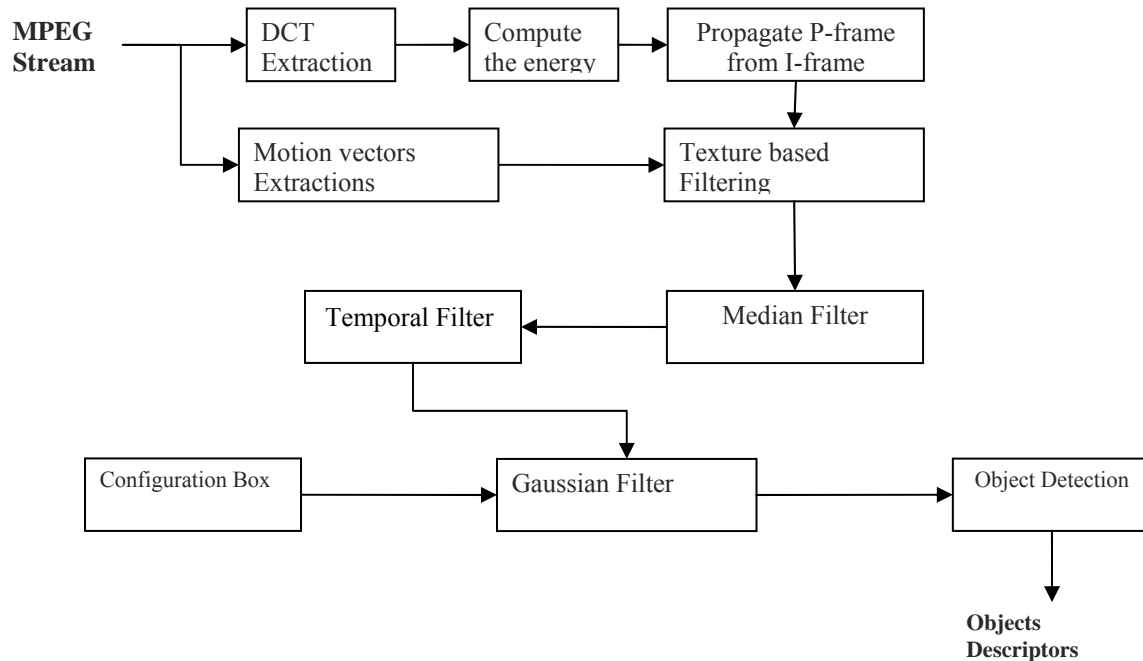 MPEG
Stream
DCT
Extraction
Compute
the energy
Propagate P-frame
from I-frame
Motion vectors
Extractions
Texture based
Filtering
Temporal Filter
Median Filter
Configuration Box
Gaussian Filter
Object Detection
Objects
Descriptors